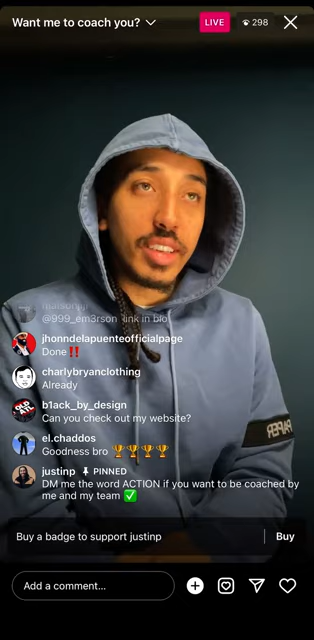 Want me to coach you?
LIVE
298
@999_em3rson link in bio
jhonndelapuenteofficialpage
Done‼️
charlybryanclothing
Already
b1ack_by_design
Can you check out my website?
el.chaddos
Goodness bro 🏆🏆🏆🏆
justinp PINNED
DM me the word ACTION if you want to be coached by
me and my team ✅
Buy a badge to support justinp
Buy
Add a comment...